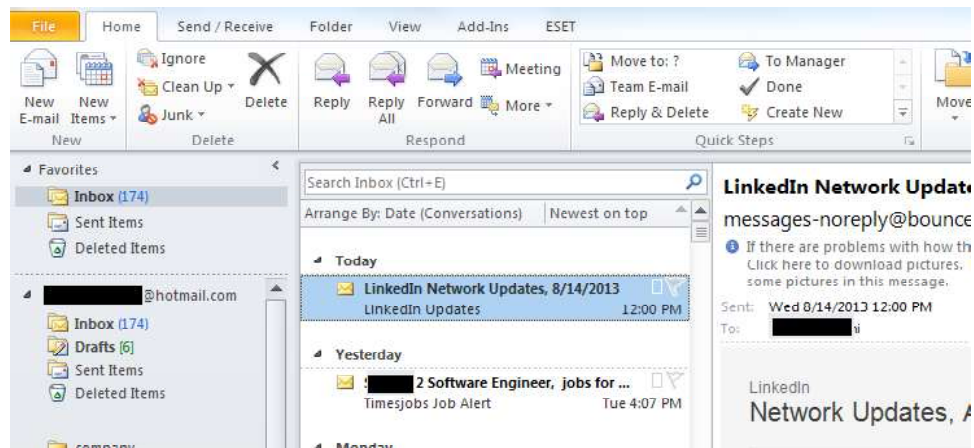 File Home Send / Receive Folder View Add-Ins ESET
New E-mail
New Items
Ignore
Clean Up
Junk
Delete
Reply
Reply All
Forward
Meeting
More
Move to: ?
Team E-mail
Reply & Delete
To Manager
Done
Create New
Move
New Delete Respond Quick Steps
Favorites
Inbox (174)
Sent Items
Deleted Items
@hotmail.com
Inbox (174)
Drafts [6]
Sent Items
Deleted Items
company
Search Inbox (Ctrl+E)
Arrange By: Date (Conversations) Newest on top
Today
LinkedIn Network Updates, 8/14/2013
LinkedIn Updates 12:00 PM
Yesterday
2 Software Engineer, jobs for ...
Timesjobs Job Alert Tue 4:07 PM
Monday
LinkedIn Network Update
messages-noreply@bounce
If there are problems with how th
Click here to download pictures.
some pictures in this message.
Sent: Wed 8/14/2013 12:00 PM
To:
LinkedIn
Network Updates, A